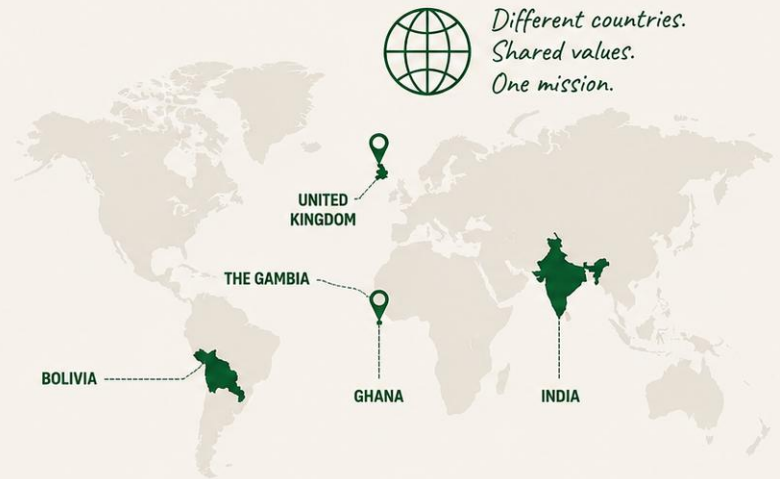 Different countries.
Shared values.
One mission.
UNITED
KINGDOM
THE GAMBIA
BOLIVIA
GHANA
INDIA